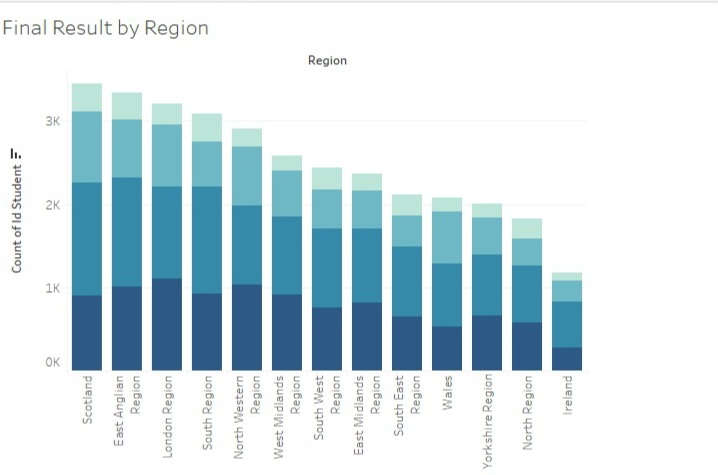 Final Result by Region
Region
Count of Id Student
3K
2K
1K
0K
Scotland
East Anglian
Region
London Region
South Region
North Western
Region
West Midlands
Region
South West
Region
East Midlands
Region
South East
Region
Wales
Yorkshire Region
North Region
Ireland